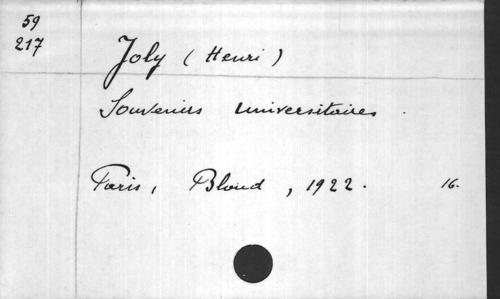 59
217
Joly (Henri)
Souvenirs universitaires.
Paris, Bloud, 1922. 16.